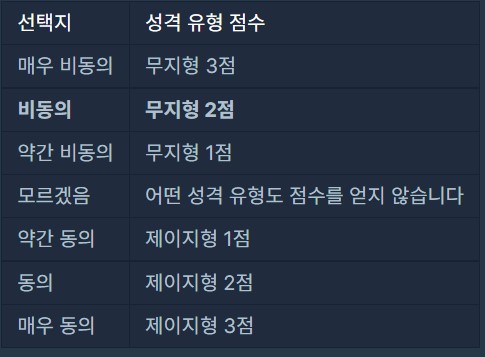 선택지 성격 유형 점수
매우 비동의 무지형 3점
비동의 무지형 2점
약간 비동의 무지형 1점
모르겠음 어떤 성격 유형도 점수를 얻지 않습니다
약간 동의 제이지형 1점
동의 제이지형 2점
매우 동의 제이지형 3점